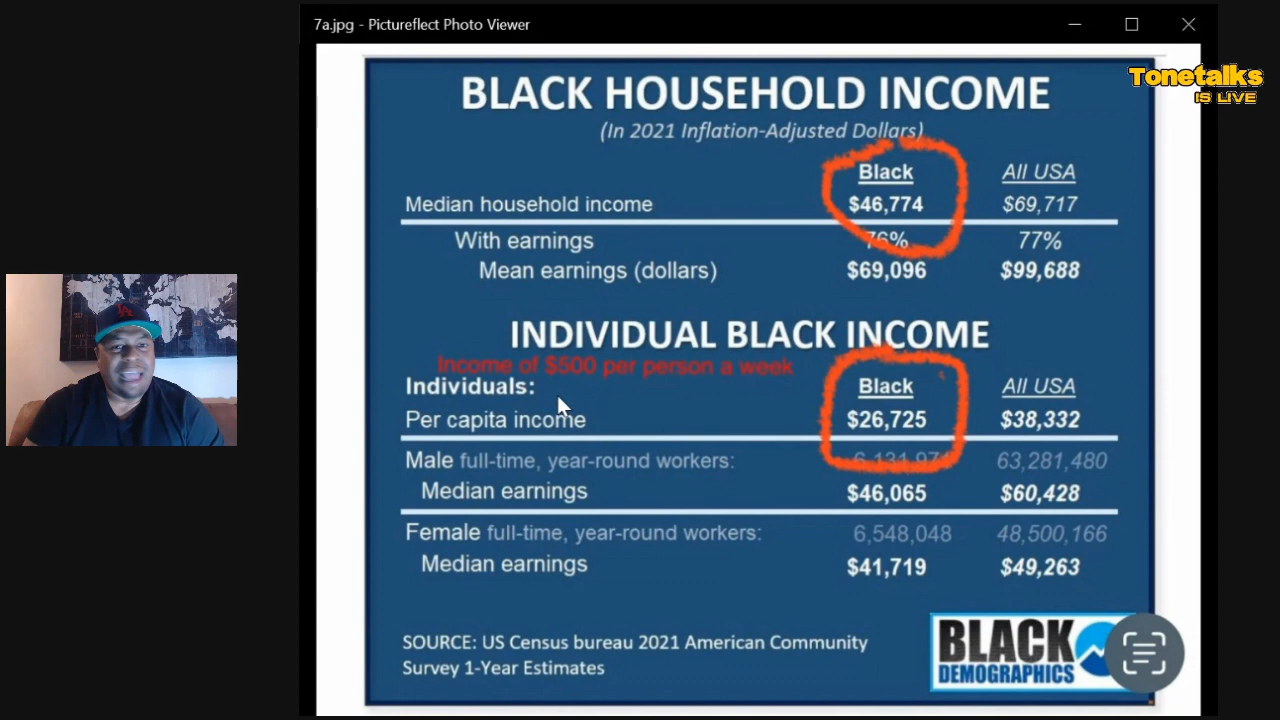 7a.jpg - Pictureflect Photo Viewer
Tonetalks
IS LIVE
BLACK HOUSEHOLD INCOME
(In 2021 Inflation-Adjusted Dollars)
Black All USA
Median household income $46,774 $69,717
With earnings 76% 77%
Mean earnings (dollars) $69,096 $99,688
INDIVIDUAL BLACK INCOME
Income of $500 per person a week
Individuals: Black All USA
Per capita income $26,725 $38,332
Male full-time, year-round workers: 63,281,480
Median earnings $46,065 $60,428
Female full-time, year-round workers: 6,548,048 48,500,166
Median earnings $41,719 $49,263
SOURCE: US Census bureau 2021 American Community
Survey 1-Year Estimates
BLACK
DEMOGRAPHICS